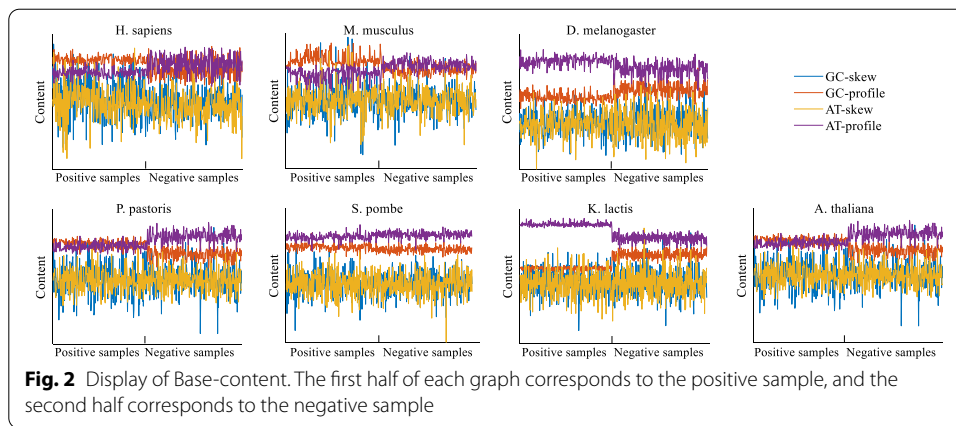 H. sapiens
M. musculus
D. melanogaster
Content
Content
Content
GC-skew
GC-profile
AT-skew
AT-profile
Positive samples Negative samples
Positive samples Negative samples
Positive samples Negative samples
P. pastoris
S. pombe
K. lactis
A. thaliana
Content
Content
Content
Content
Positive samples Negative samples
Positive samples Negative samples
Positive samples Negative samples
Positive samples Negative samples
Fig. 2 Display of Base-content. The first half of each graph corresponds to the positive sample, and the
second half corresponds to the negative sample